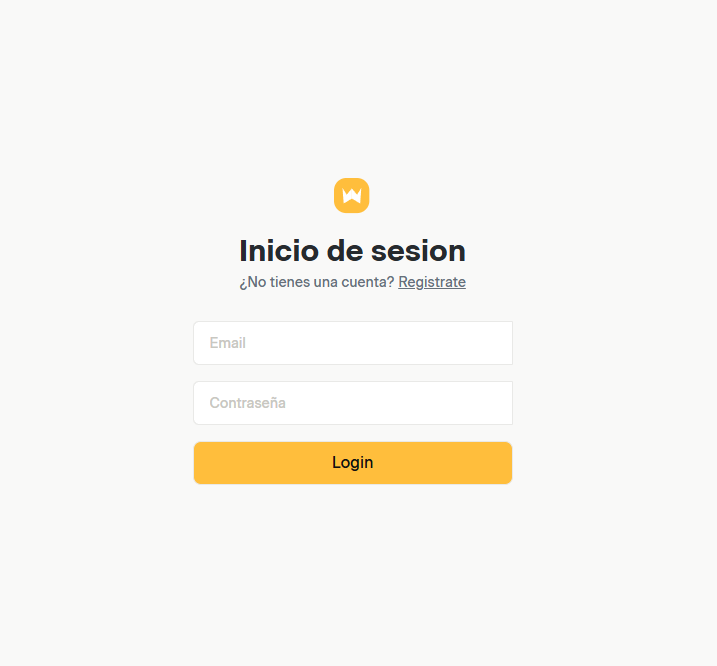 Inicio de sesion
¿No tienes una cuenta? Registrate
Email
Contraseña
Login